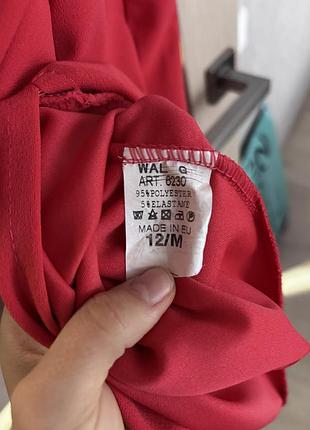 WAL G
ART. 6230
95%POLYESTER
5%ELASTANE
MADE IN EU
12/M